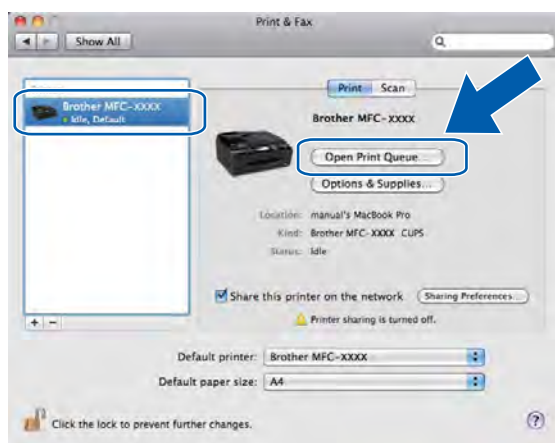 Print & Fax
Show All
Print Scan
Brother MFC-XXXX
Idle, Default
Brother MFC-XXXX
Open Print Queue...
Options & Supplies...
Location: manual's MacBook Pro
Kind: Brother MFC-XXXX CUPS
Status: Idle
Share this printer on the network Sharing Preferences...
Printer sharing is turned off.
+ −
Default printer: Brother MFC-XXXX
Default paper size: A4
Click the lock to prevent further changes. ?